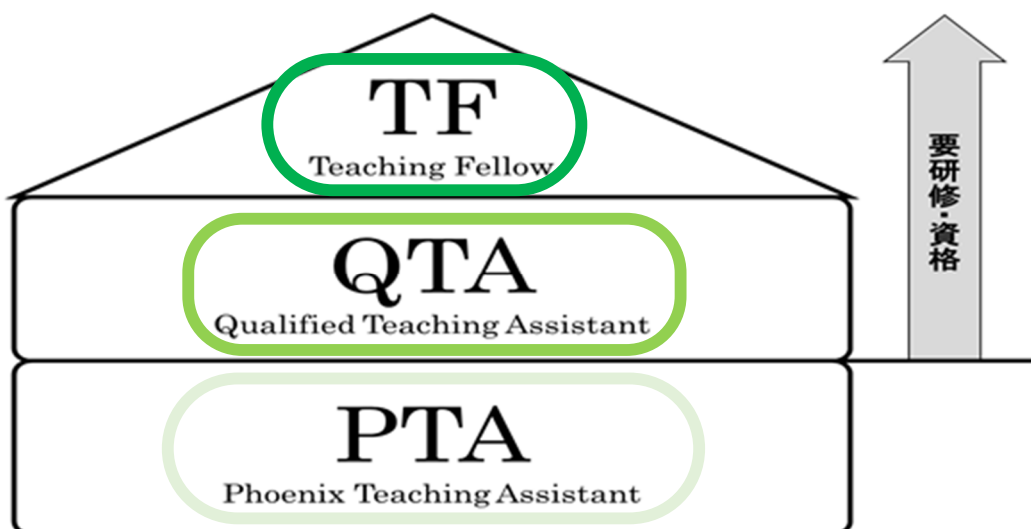 TF
Teaching Fellow
QTA
Qualified Teaching Assistant
PTA
Phoenix Teaching Assistant
要研修・資格